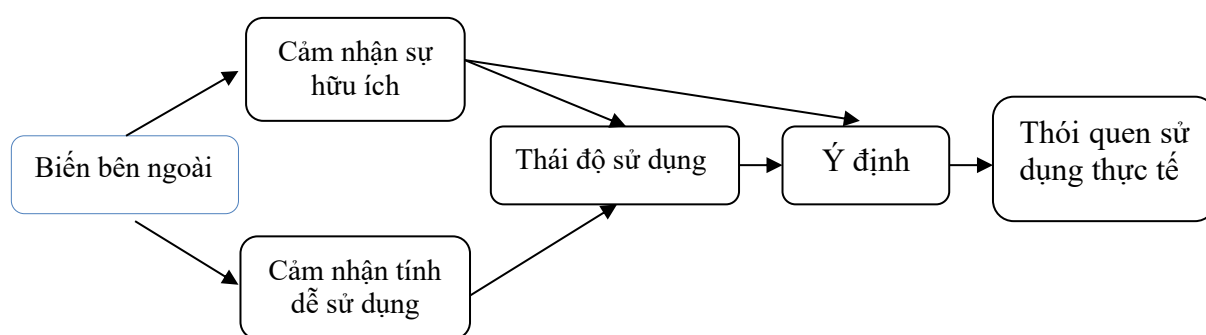 Cảm nhận sự
hữu ích
Biến bên ngoài
Thái độ sử dụng
Ý định
Thói quen sử
dụng thực tế
Cảm nhận tính
dễ sử dụng